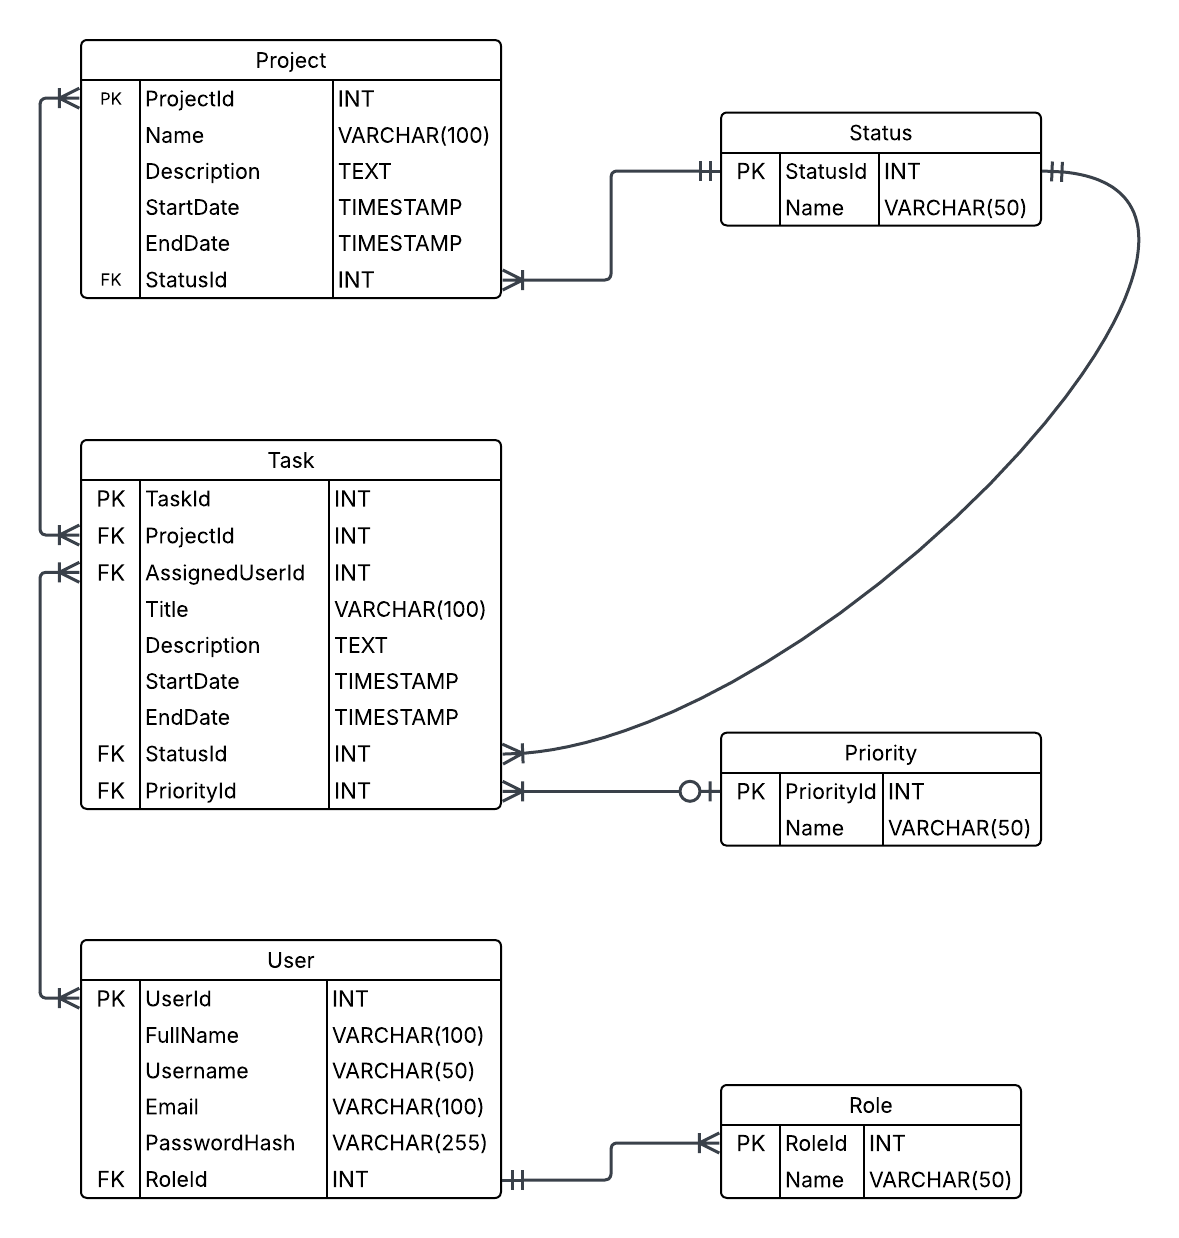 Project
PK ProjectId INT
Name VARCHAR(100)
Description TEXT
StartDate TIMESTAMP
EndDate TIMESTAMP
FK StatusId INT
Status
PK StatusId INT
Name VARCHAR(50)
Task
PK TaskId INT
FK ProjectId INT
FK AssignedUserId INT
Title VARCHAR(100)
Description TEXT
StartDate TIMESTAMP
EndDate TIMESTAMP
FK StatusId INT
FK PriorityId INT
Priority
PK PriorityId INT
Name VARCHAR(50)
User
PK UserId INT
FullName VARCHAR(100)
Username VARCHAR(50)
Email VARCHAR(100)
PasswordHash VARCHAR(255)
FK RoleId INT
Role
PK RoleId INT
Name VARCHAR(50)